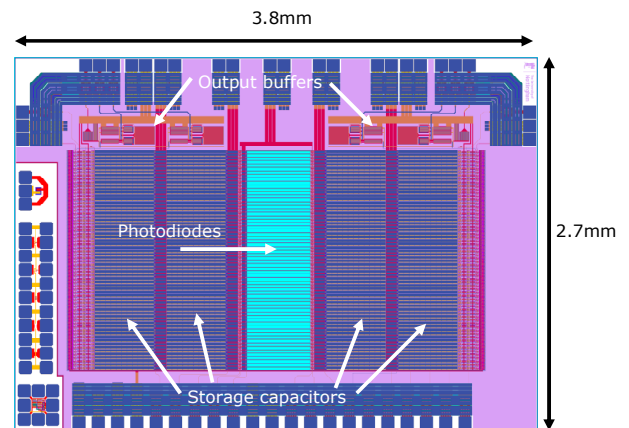 3.8mm
Output buffers
Photodiodes
2.7mm
Storage capacitors